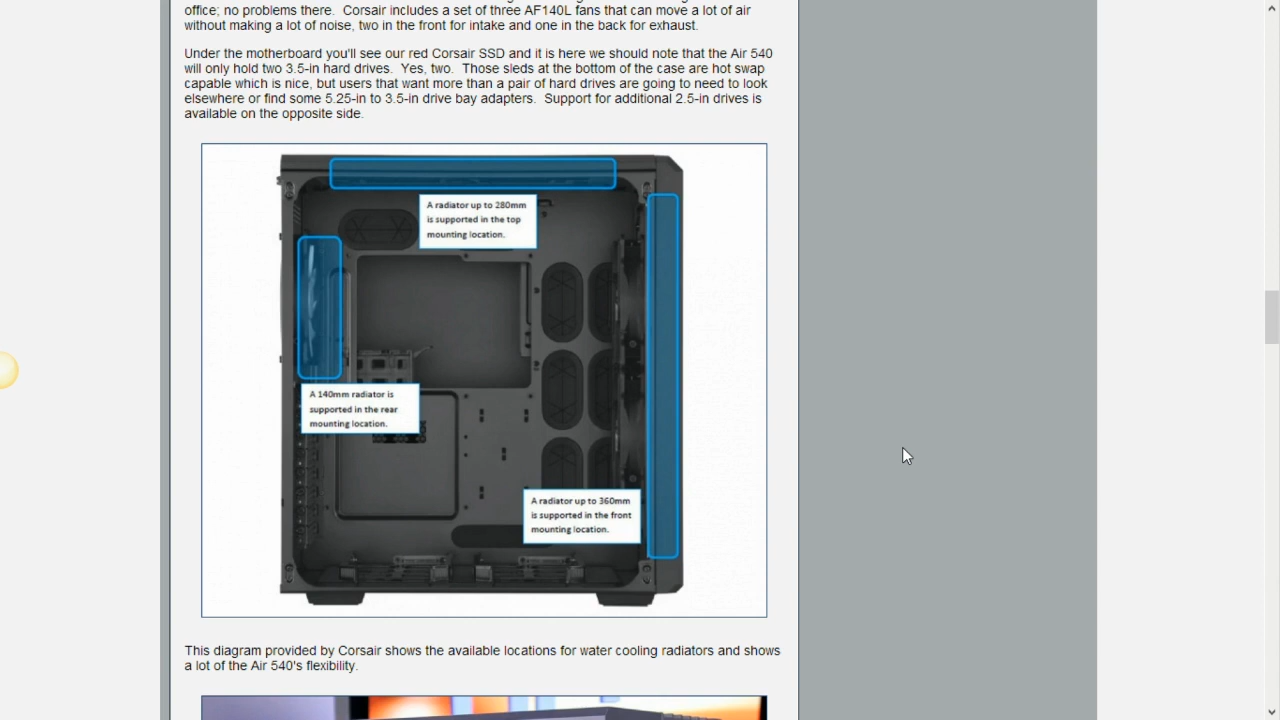 office; no problems there.  Corsair includes a set of three AF140L fans that can move a lot of air
without making a lot of noise, two in the front for intake and one in the back for exhaust.
Under the motherboard you'll see our red Corsair SSD and it is here we should note that the Air 540
will only hold two 3.5-in hard drives.  Yes, two.  Those sleds at the bottom of the case are hot swap
capable which is nice, but users that want more than a pair of hard drives are going to need to look
elsewhere or find some 5.25-in to 3.5-in drive bay adapters.  Support for additional 2.5-in drives is
available on the opposite side.
A radiator up to 280mm
is supported in the top
mounting location.
A 140mm radiator is
supported in the rear
mounting location.
A radiator up to 360mm
is supported in the front
mounting location.
This diagram provided by Corsair shows the available locations for water cooling radiators and shows
a lot of the Air 540's flexibility.